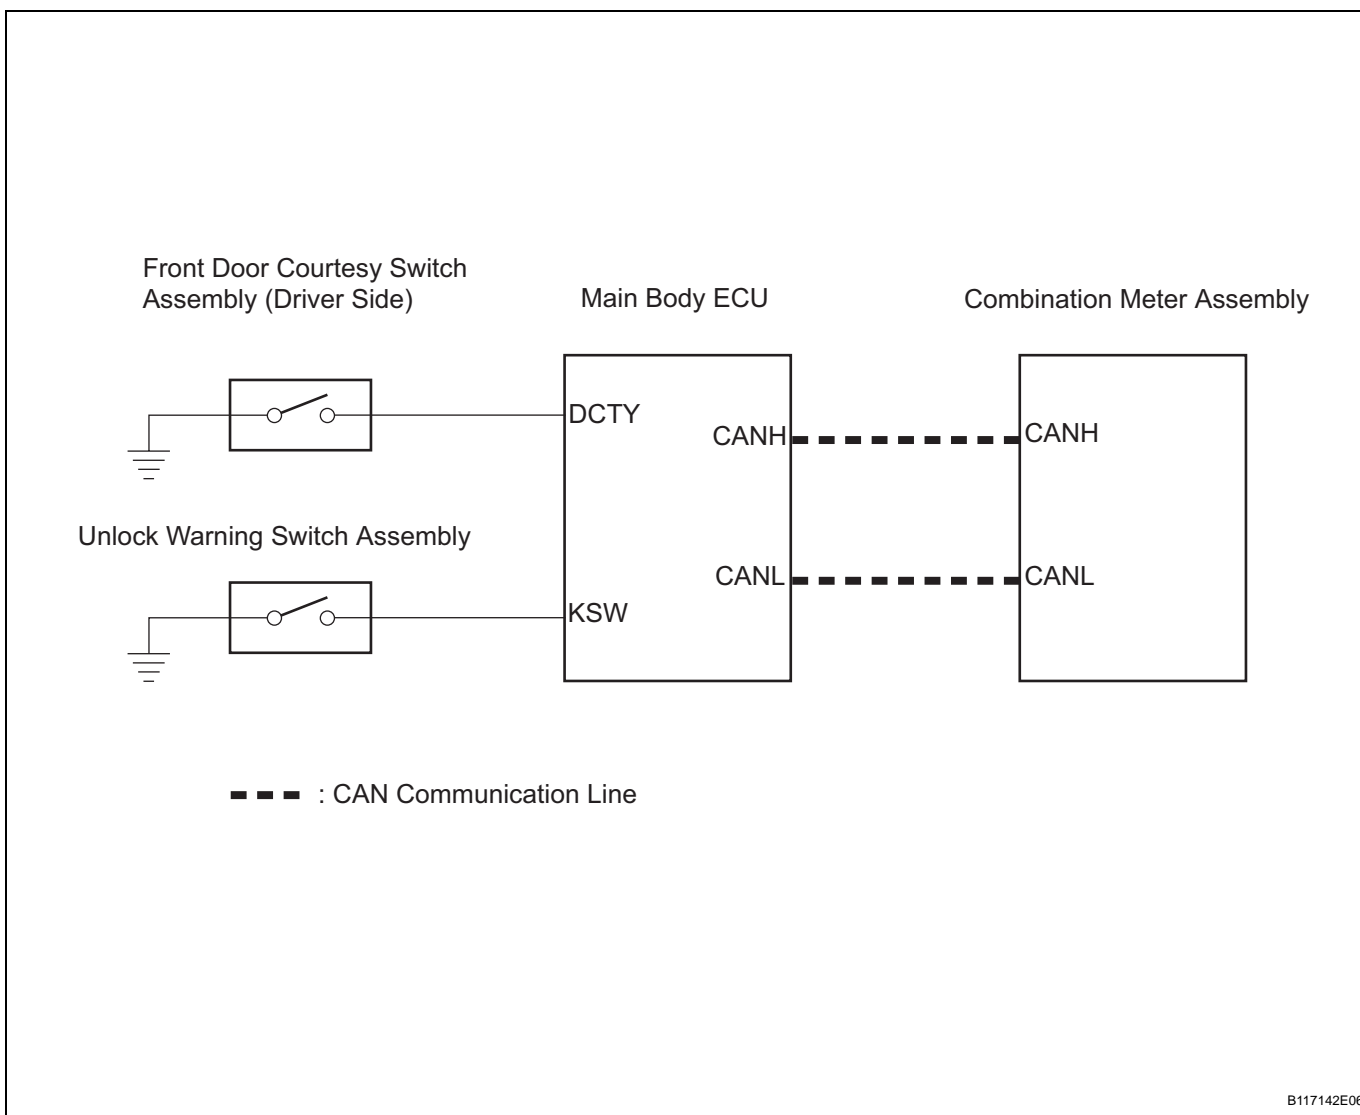 Front Door Courtesy Switch
Assembly (Driver Side)
Main Body ECU
Combination Meter Assembly
DCTY
CANH
CANH
Unlock Warning Switch Assembly
CANL
CANL
KSW
: CAN Communication Line
B117142E06